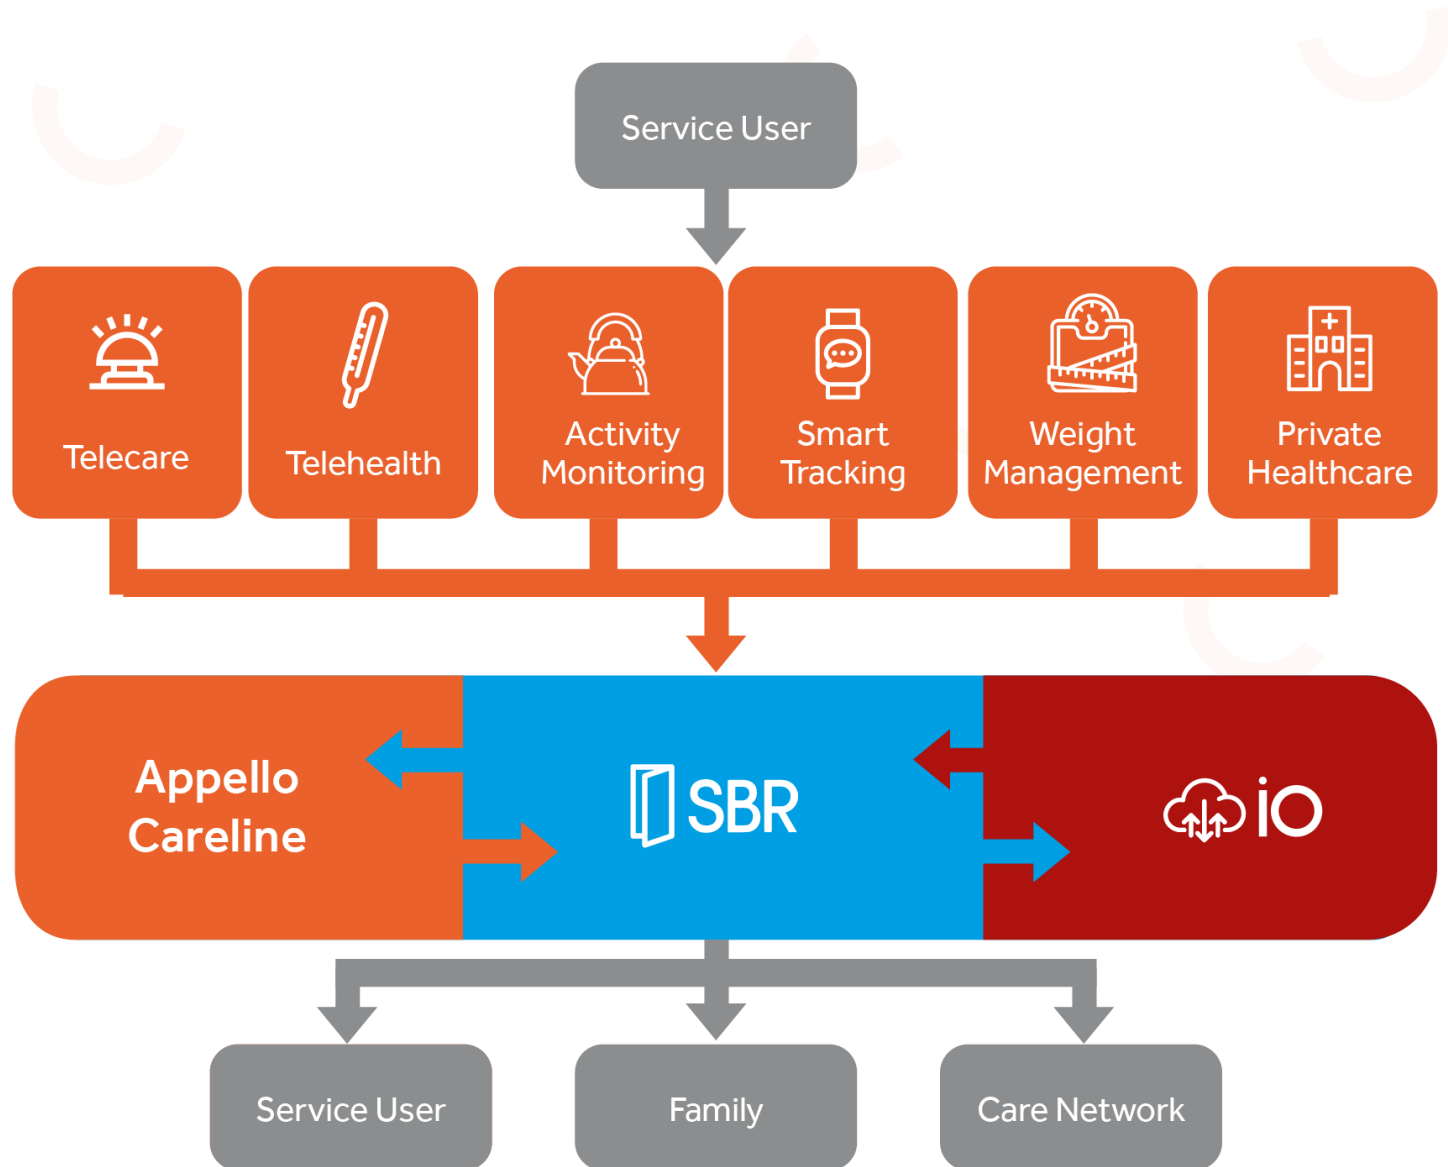 Service User
Telecare
Telehealth
Activity
Monitoring
Smart
Tracking
Weight
Management
Private
Healthcare
Appello
Careline
SBR
iO
Service User
Family
Care Network